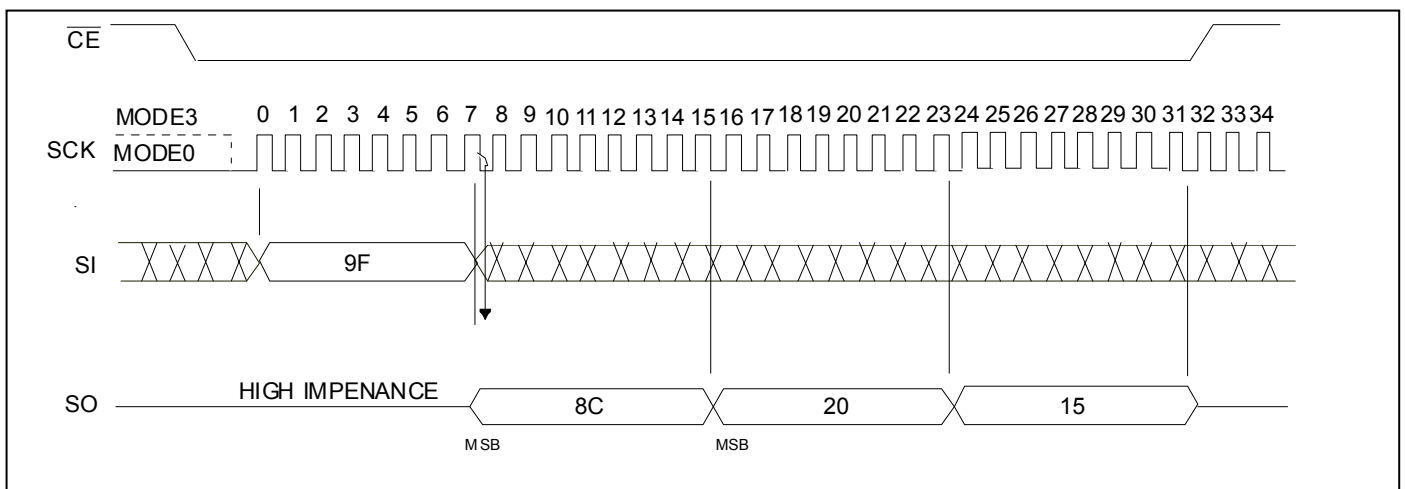 CE
MODE3 0 1 2 3 4 5 6 7 8 9 10 11 12 13 14 15 16 17 18 19 20 21 22 23 24 25 26 27 28 29 30 31 32 33 34
SCK MODE0
SI 9F
SO HIGH IMPENANCE 8C 20 15
MSB MSB